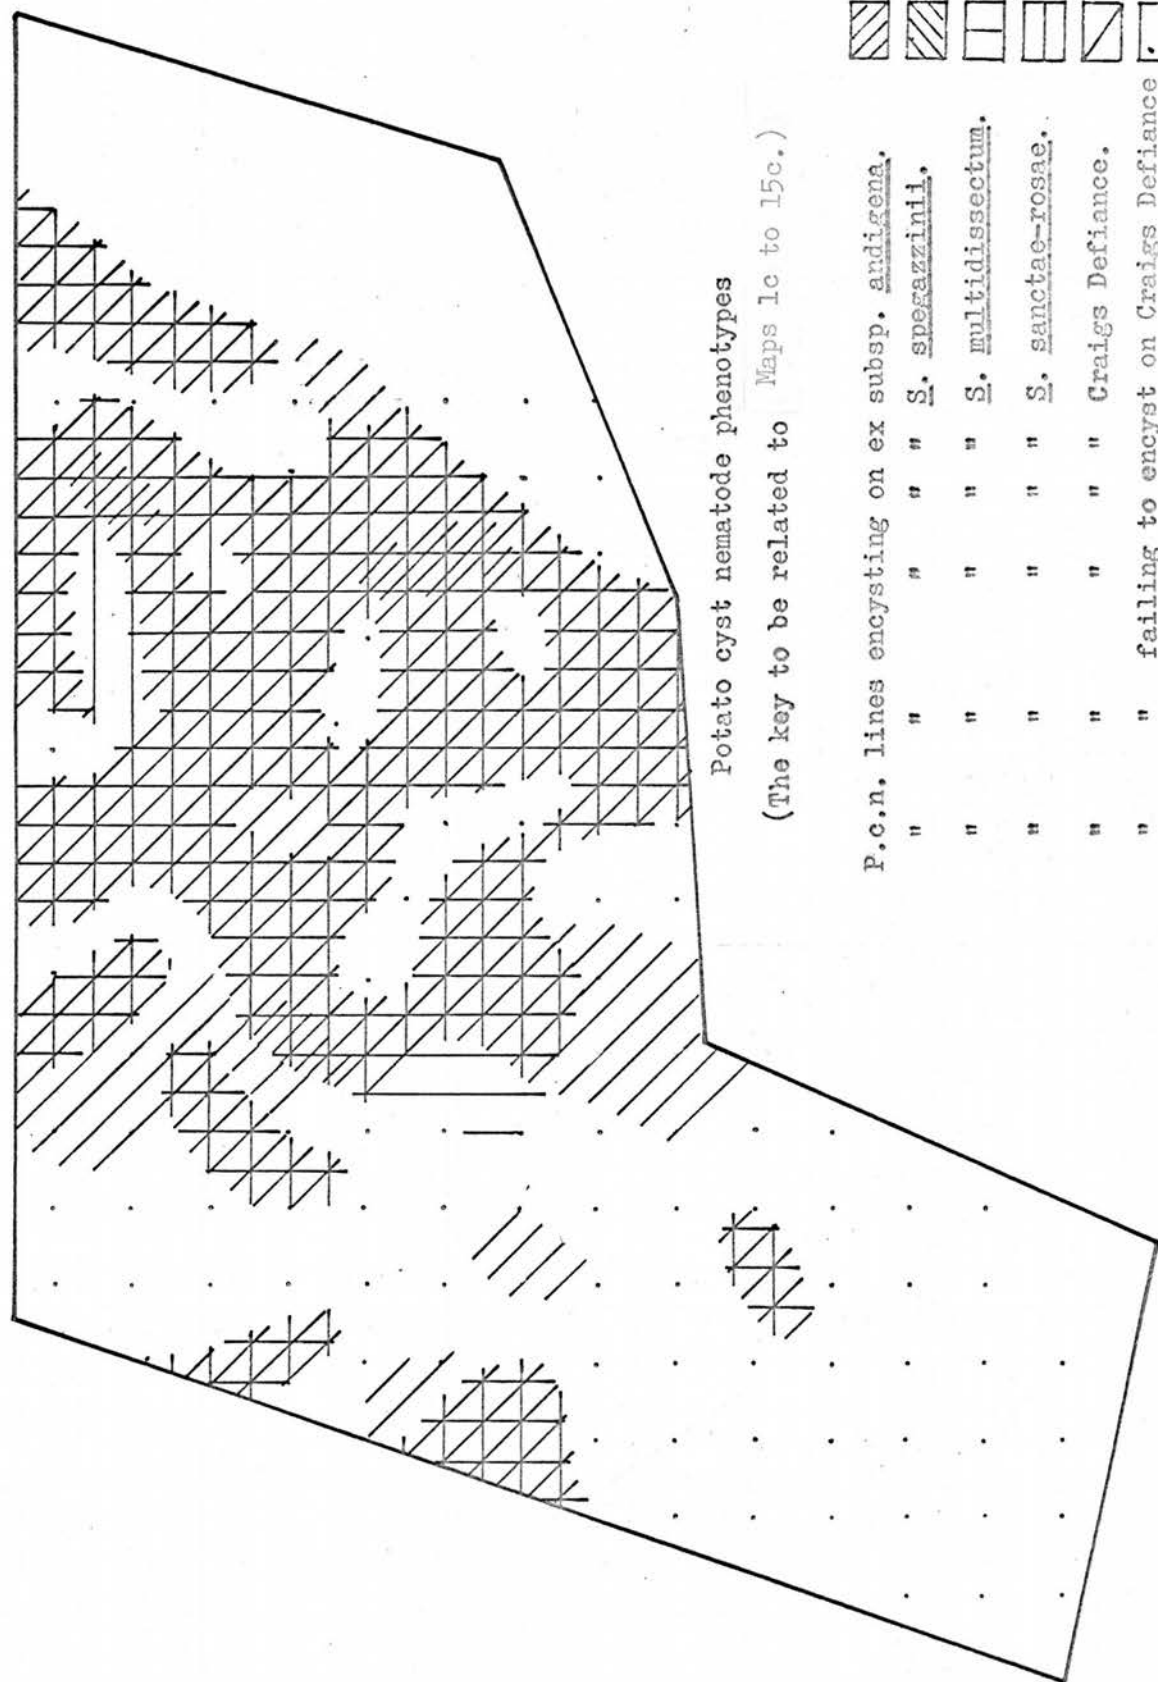 Potato cyst nematode phenotypes
(The key to be related to Maps 1c to 15c.)
P.c.n. lines encysting on ex subsp. andigena.
" " " " " S. spegazzinii.
" " " " " S. multidissectum.
" " " " " S. sanctae-rosae.
" " " " " Craigs Defiance.
" " failing to encyst on Craigs Defiance